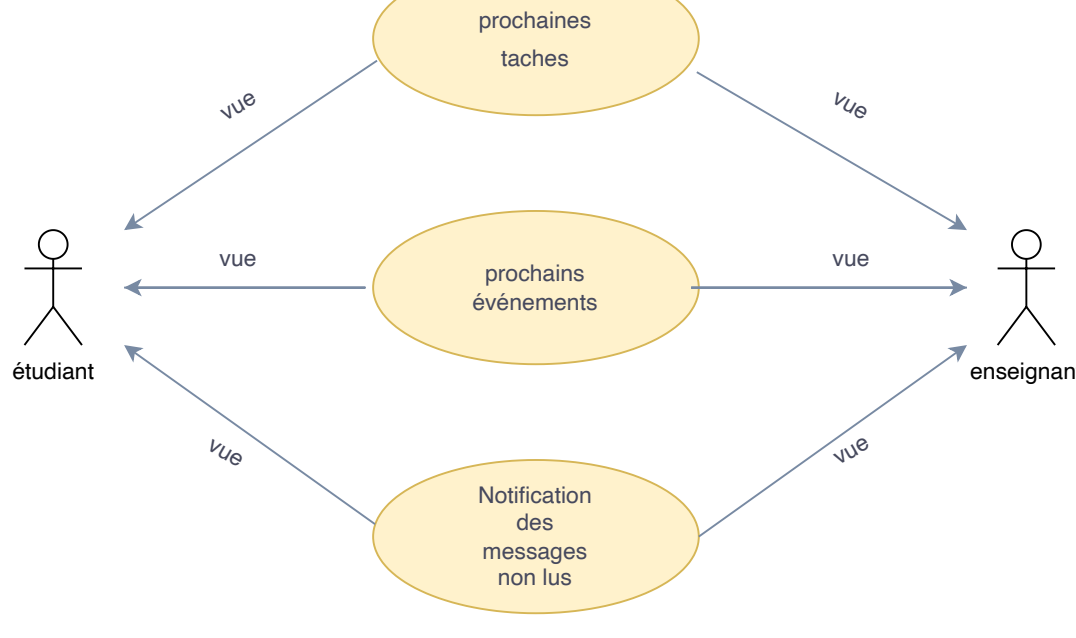 prochaines
taches
vue
vue
prochains
événements
vue
vue
étudiant
enseignan
vue
vue
Notification
des
messages
non lus